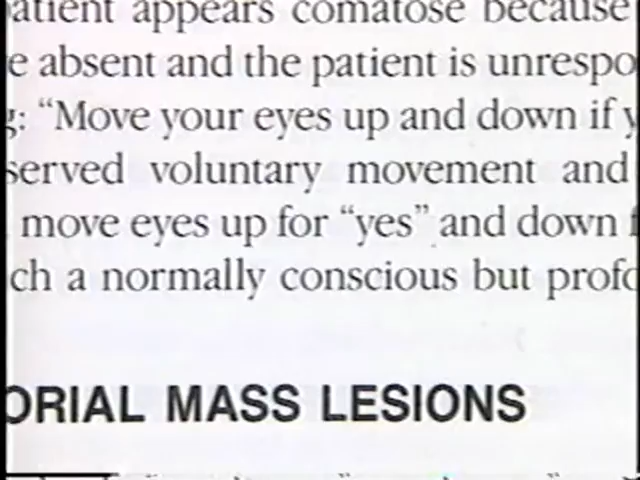 atient appears comatose because
e absent and the patient is unrespo
g: “Move your eyes up and down if y
served voluntary movement and
move eyes up for “yes” and down
ch a normally conscious but profo
ORIAL MASS LESIONS